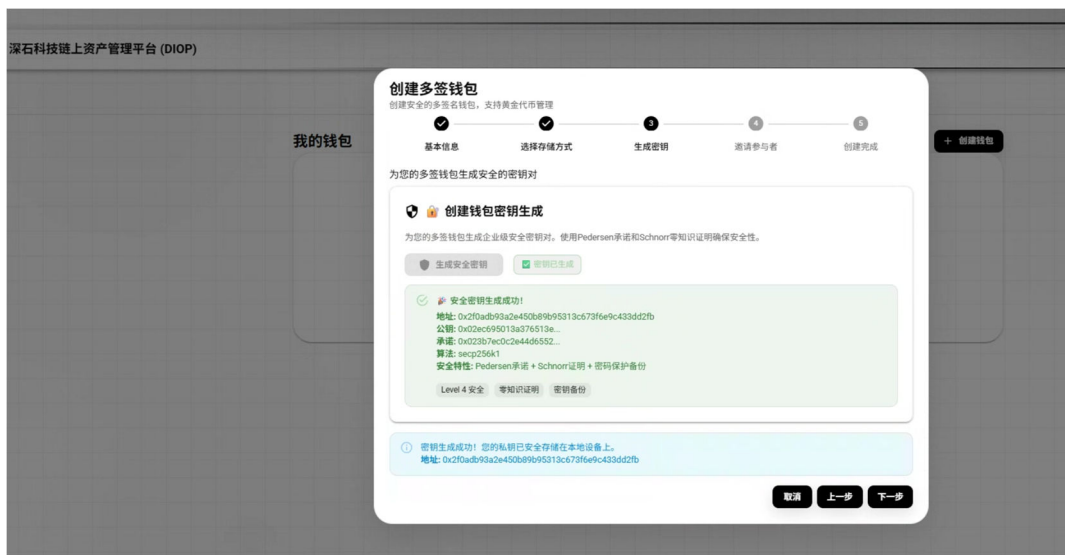 深石科技链上资产管理平台 (DIOP)
创建多签钱包
创建安全的多签名钱包，支持黄金代币管理
3
4
5
基本信息
选择存储方式
生成密钥
邀请参与者
创建完成
我的钱包
+ 创建钱包
为您的多签钱包生成安全的密钥对
创建钱包密钥生成
为您的多签钱包生成企业级安全密钥对。使用Pedersen承诺和Schnorr零知识证明确保安全性。
生成安全密钥
密钥已生成
安全密钥生成成功!
地址: 0x2f0adb93a2e450b89b95313c673f6e9c433dd2fb
公钥: 0x02ec695013a376513e...
承诺: 0x023b7ec0c2e44d6552...
算法: secp256k1
安全特性: Pedersen承诺 + Schnorr证明 + 密码保护备份
Level 4 安全
零知识证明
密钥备份
密钥生成成功！您的私钥已安全存储在本地设备上。
地址: 0x2f0adb93a2e450b89b95313c673f6e9c433dd2fb
取消
上一步
下一步